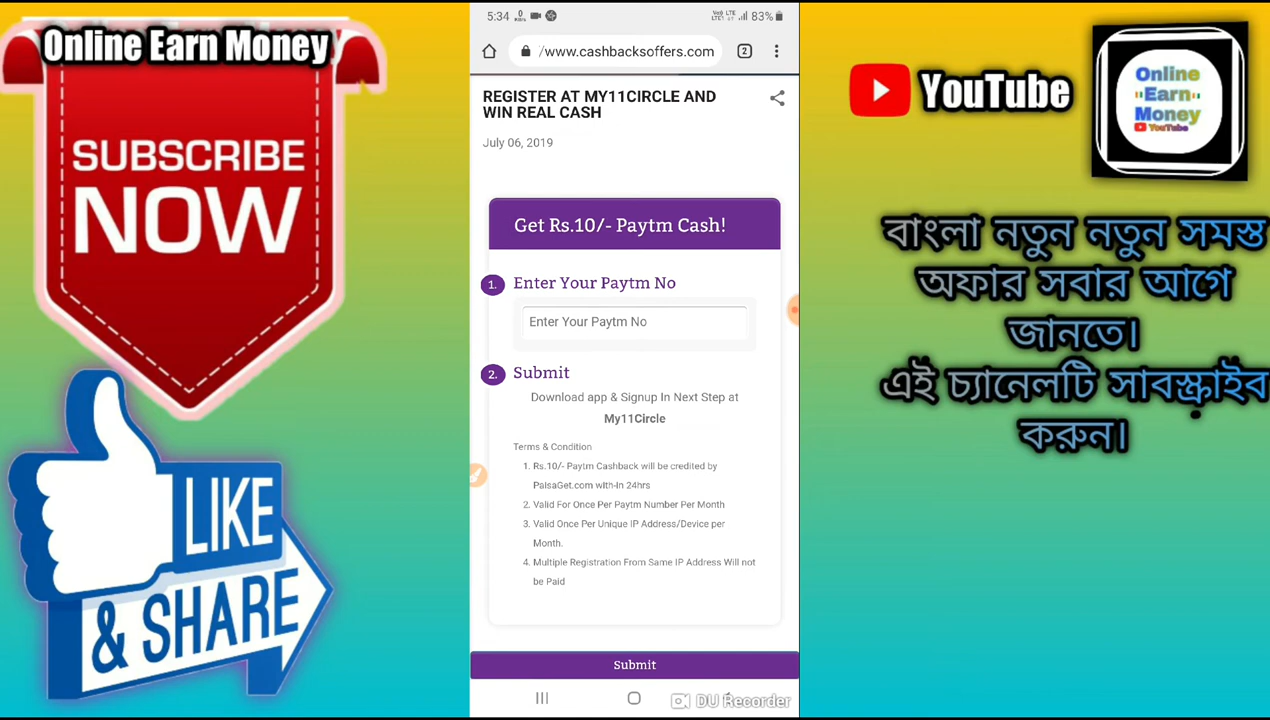 Online Earn Money
SUBSCRIBE
NOW
LIKE
& SHARE
5:34
0
KB/s
Vo9 LTE
LTE1
83%
/www.cashbacksoffers.com
2
REGISTER AT MY11CIRCLE AND
WIN REAL CASH
July 06, 2019
Get Rs.10/- Paytm Cash!
1.
Enter Your Paytm No
Enter Your Paytm No
2.
Submit
Download app & Signup In Next Step at
My11Circle
Terms & Condition
1. Rs.10/- Paytm Cashback will be credited by
PaisaGet.com with-in 24hrs
2. Valid For Once Per Paytm Number Per Month
3. Valid Once Per Unique IP Address/Device per
Month.
4. Multiple Registration From Same IP Address Will not
be Paid
Submit
DU Recorder
YouTube
Online
Earn
Money
YouTube
বাংলা নতুন নতুন সমস্ত
অফার সবার আগে
জানতে।
এই চ্যানেলটি সাবস্ক্রাইব
করুন।